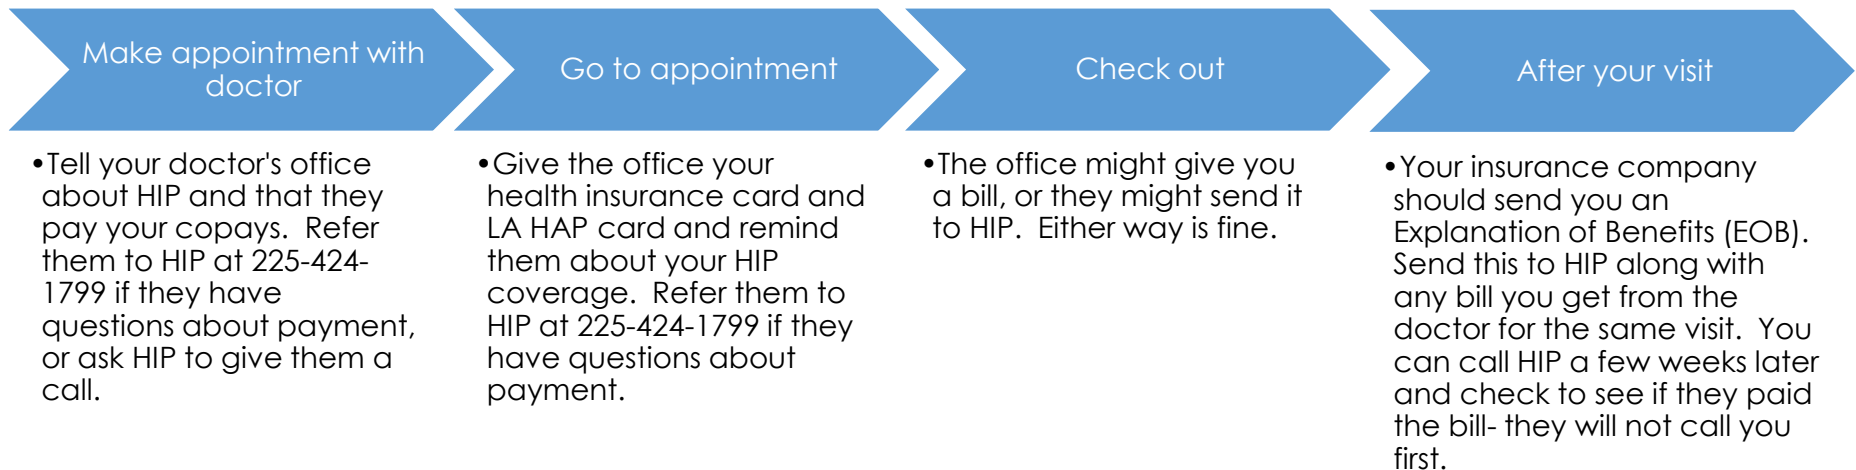 Make appointment with
doctor
•Tell your doctor's office
about HIP and that they
pay your copays.  Refer
them to HIP at 225-424-
1799 if they have
questions about payment,
or ask HIP to give them a
call.
Go to appointment
•Give the office your
health insurance card and
LA HAP card and remind
them about your HIP
coverage.  Refer them to
HIP at 225-424-1799 if they
have questions about
payment.
Check out
•The office might give you
a bill, or they might send it
to HIP.  Either way is fine.
After your visit
•Your insurance company
should send you an
Explanation of Benefits (EOB).
Send this to HIP along with
any bill you get from the
doctor for the same visit.  You
can call HIP a few weeks later
and check to see if they paid
the bill- they will not call you
first.